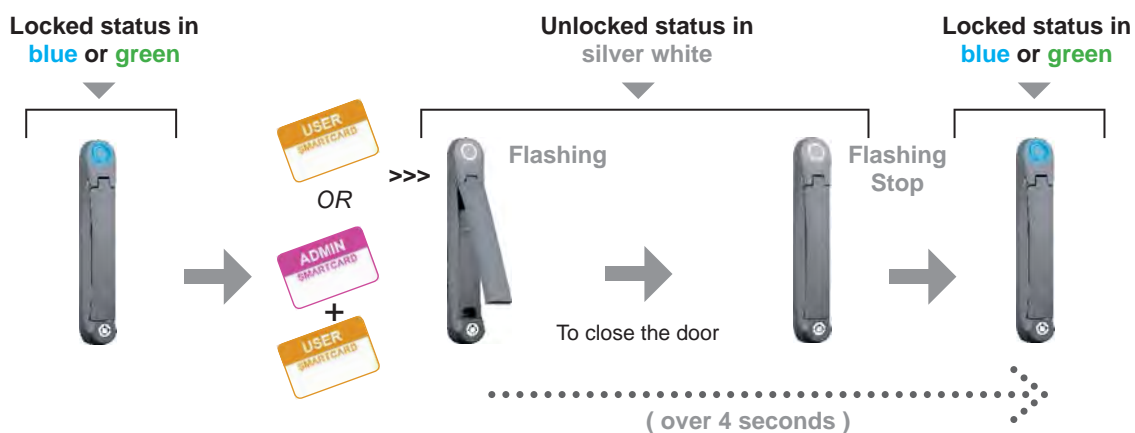 Locked status in
blue or green
Unlocked status in
silver white
Locked status in
blue or green
USER
SMARTCARD
OR
ADMIN
SMARTCARD
+
USER
SMARTCARD
>>>
Flashing
To close the door
Flashing
Stop
( over 4 seconds )